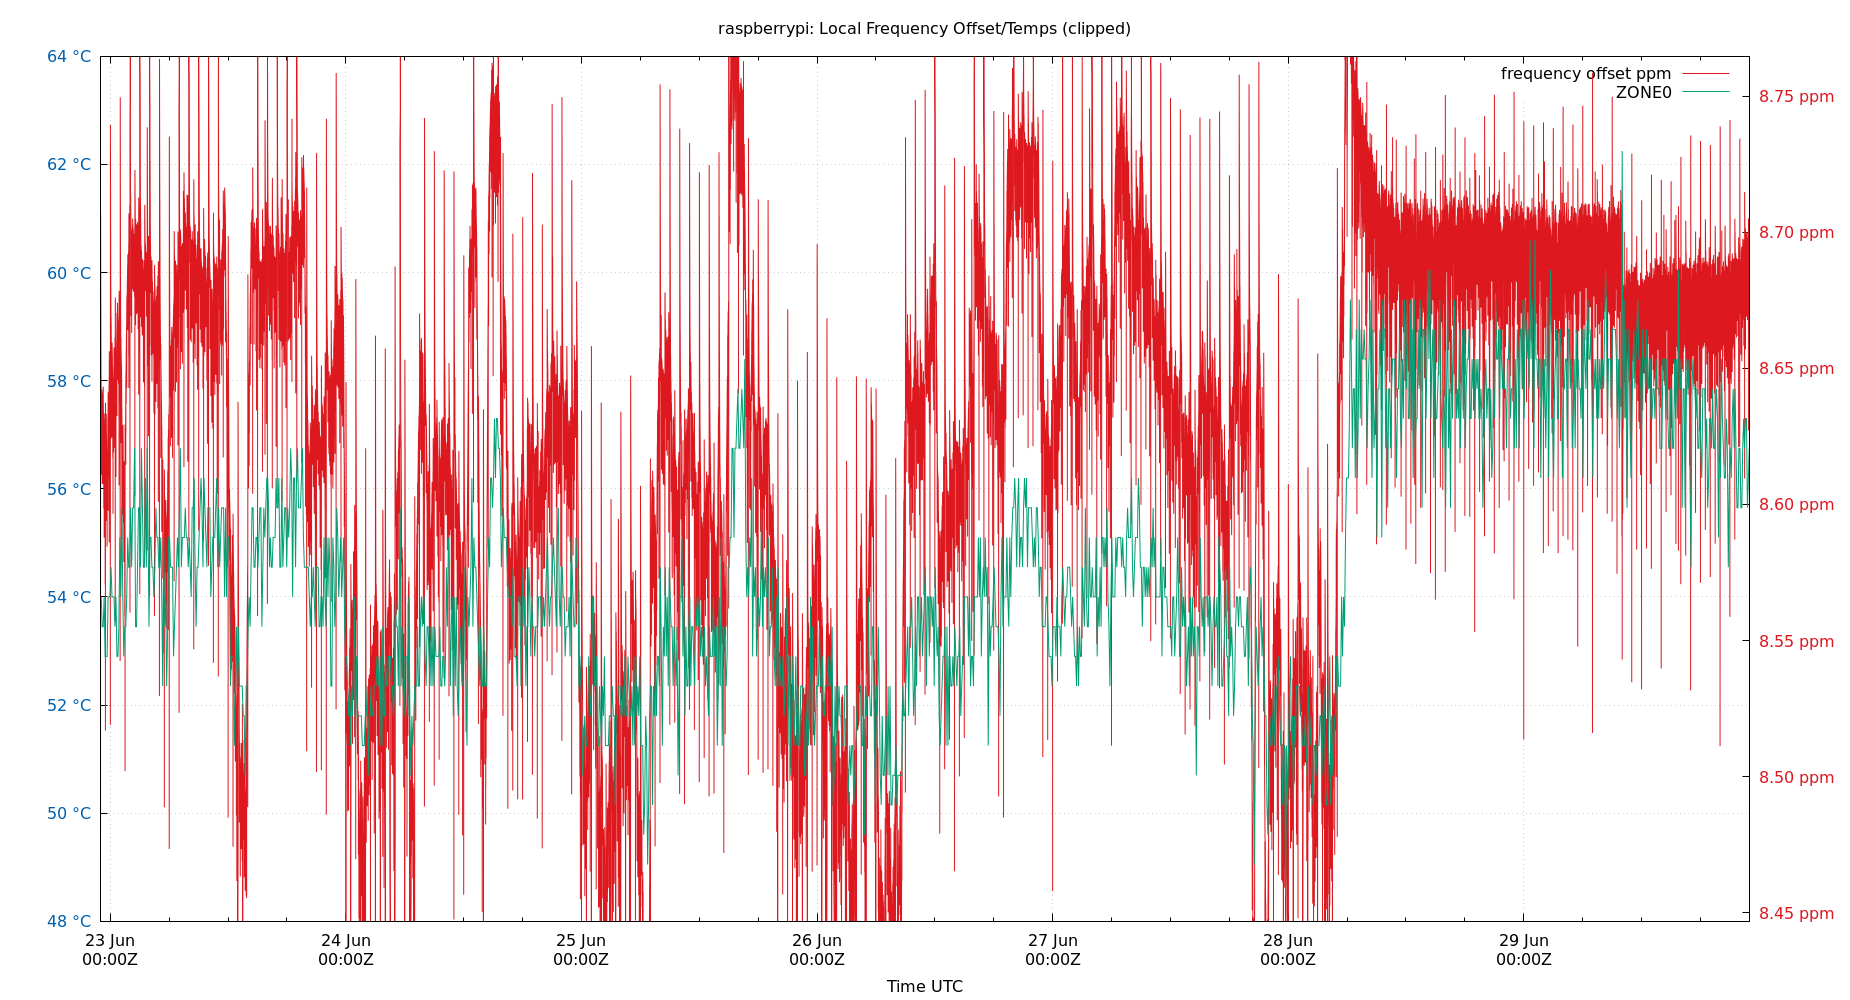 raspberrypi: Local Frequency Offset/Temps (clipped)
frequency offset ppm
ZONE0
64 °C
62 °C
60 °C
58 °C
56 °C
54 °C
52 °C
50 °C
48 °C
8.75 ppm
8.70 ppm
8.65 ppm
8.60 ppm
8.55 ppm
8.50 ppm
8.45 ppm
23 Jun
00:00Z
24 Jun
00:00Z
25 Jun
00:00Z
26 Jun
00:00Z
27 Jun
00:00Z
28 Jun
00:00Z
29 Jun
00:00Z
Time UTC